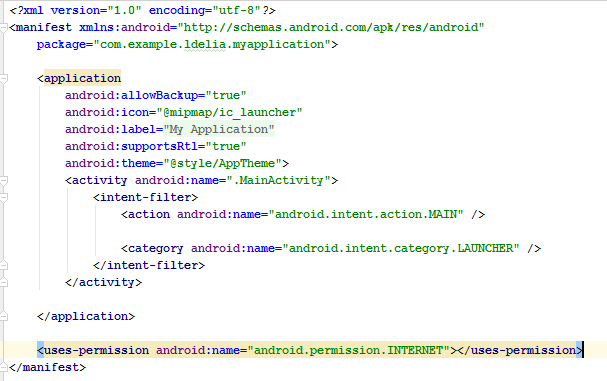 <?xml version="1.0" encoding="utf-8"?>
<manifest xmlns:android="http://schemas.android.com/apk/res/android"
    package="com.example.ldelia.myapplication">

    <application
        android:allowBackup="true"
        android:icon="@mipmap/ic_launcher"
        android:label="My Application"
        android:supportsRtl="true"
        android:theme="@style/AppTheme">
        <activity android:name=".MainActivity">
            <intent-filter>
                <action android:name="android.intent.action.MAIN" />

                <category android:name="android.intent.category.LAUNCHER" />
            </intent-filter>
        </activity>

    </application>

    <uses-permission android:name="android.permission.INTERNET"></uses-permission>
</manifest>